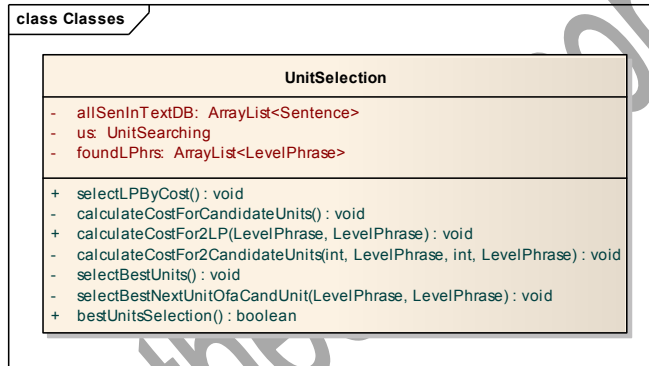 class Classes
UnitSelection
- allSenInTextDB: ArrayList<Sentence>
- us: UnitSearching
- foundLPhrs: ArrayList<LevelPhrase>
+ selectLPByCost() : void
- calculateCostForCandidateUnits() : void
+ calculateCostFor2LP(LevelPhrase, LevelPhrase) : void
- calculateCostFor2CandidateUnits(int, LevelPhrase, int, LevelPhrase) : void
- selectBestUnits() : void
- selectBestNextUnitOfaCandUnit(LevelPhrase, LevelPhrase) : void
+ bestUnitsSelection() : boolean